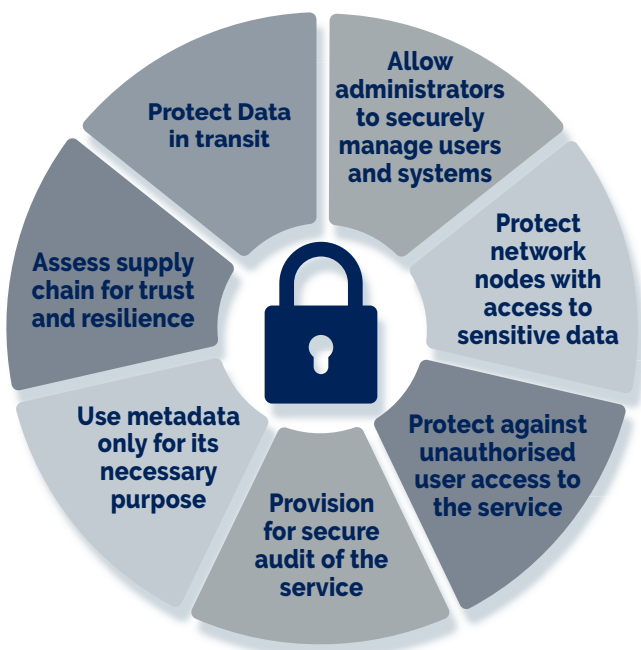 Protect Data
in transit
Allow
administrators
to securely
manage users
and systems
Protect
network
nodes with
access to
sensitive data
Protect against
unauthorised
user access to
the service
Provision
for secure
audit of the
service
Use metadata
only for its
necessary
purpose
Assess supply
chain for trust
and resilience